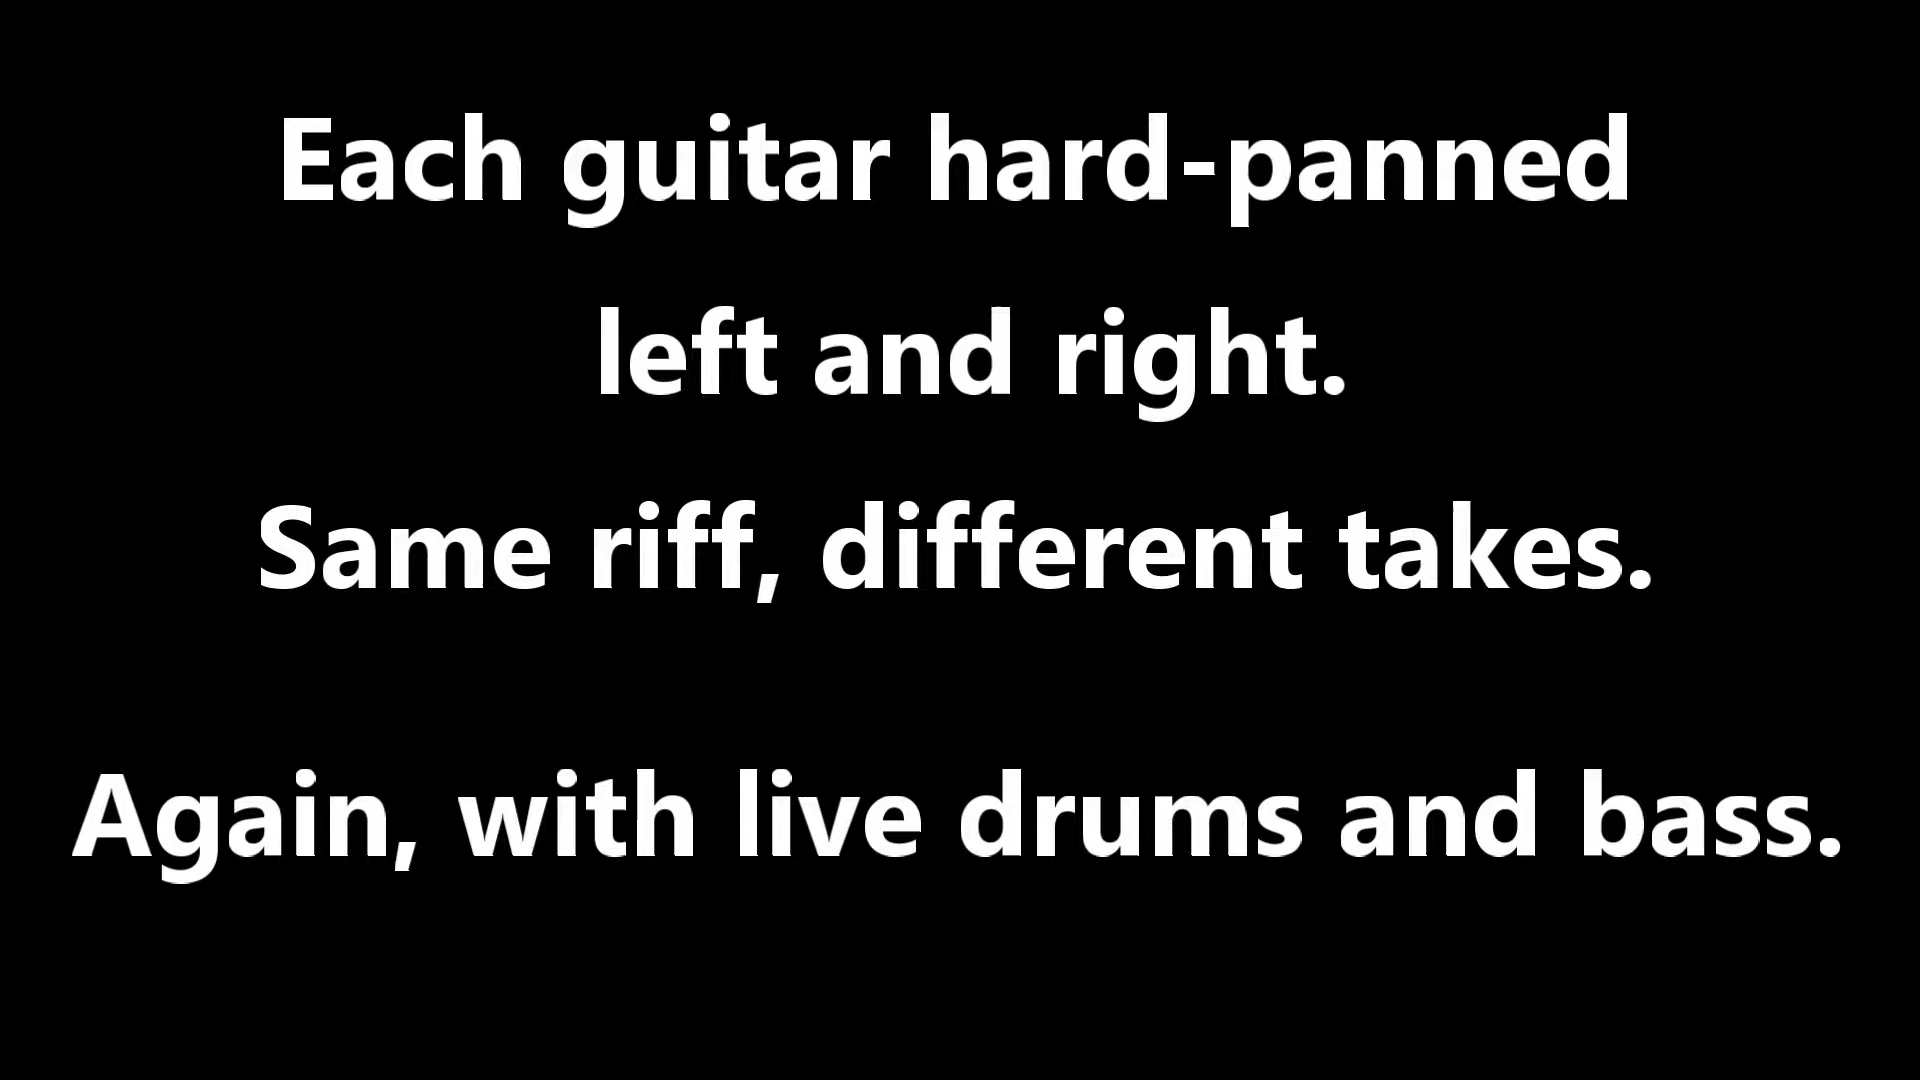 Each guitar hard-panned
left and right.
Same riff, different takes.
Again, with live drums and bass.